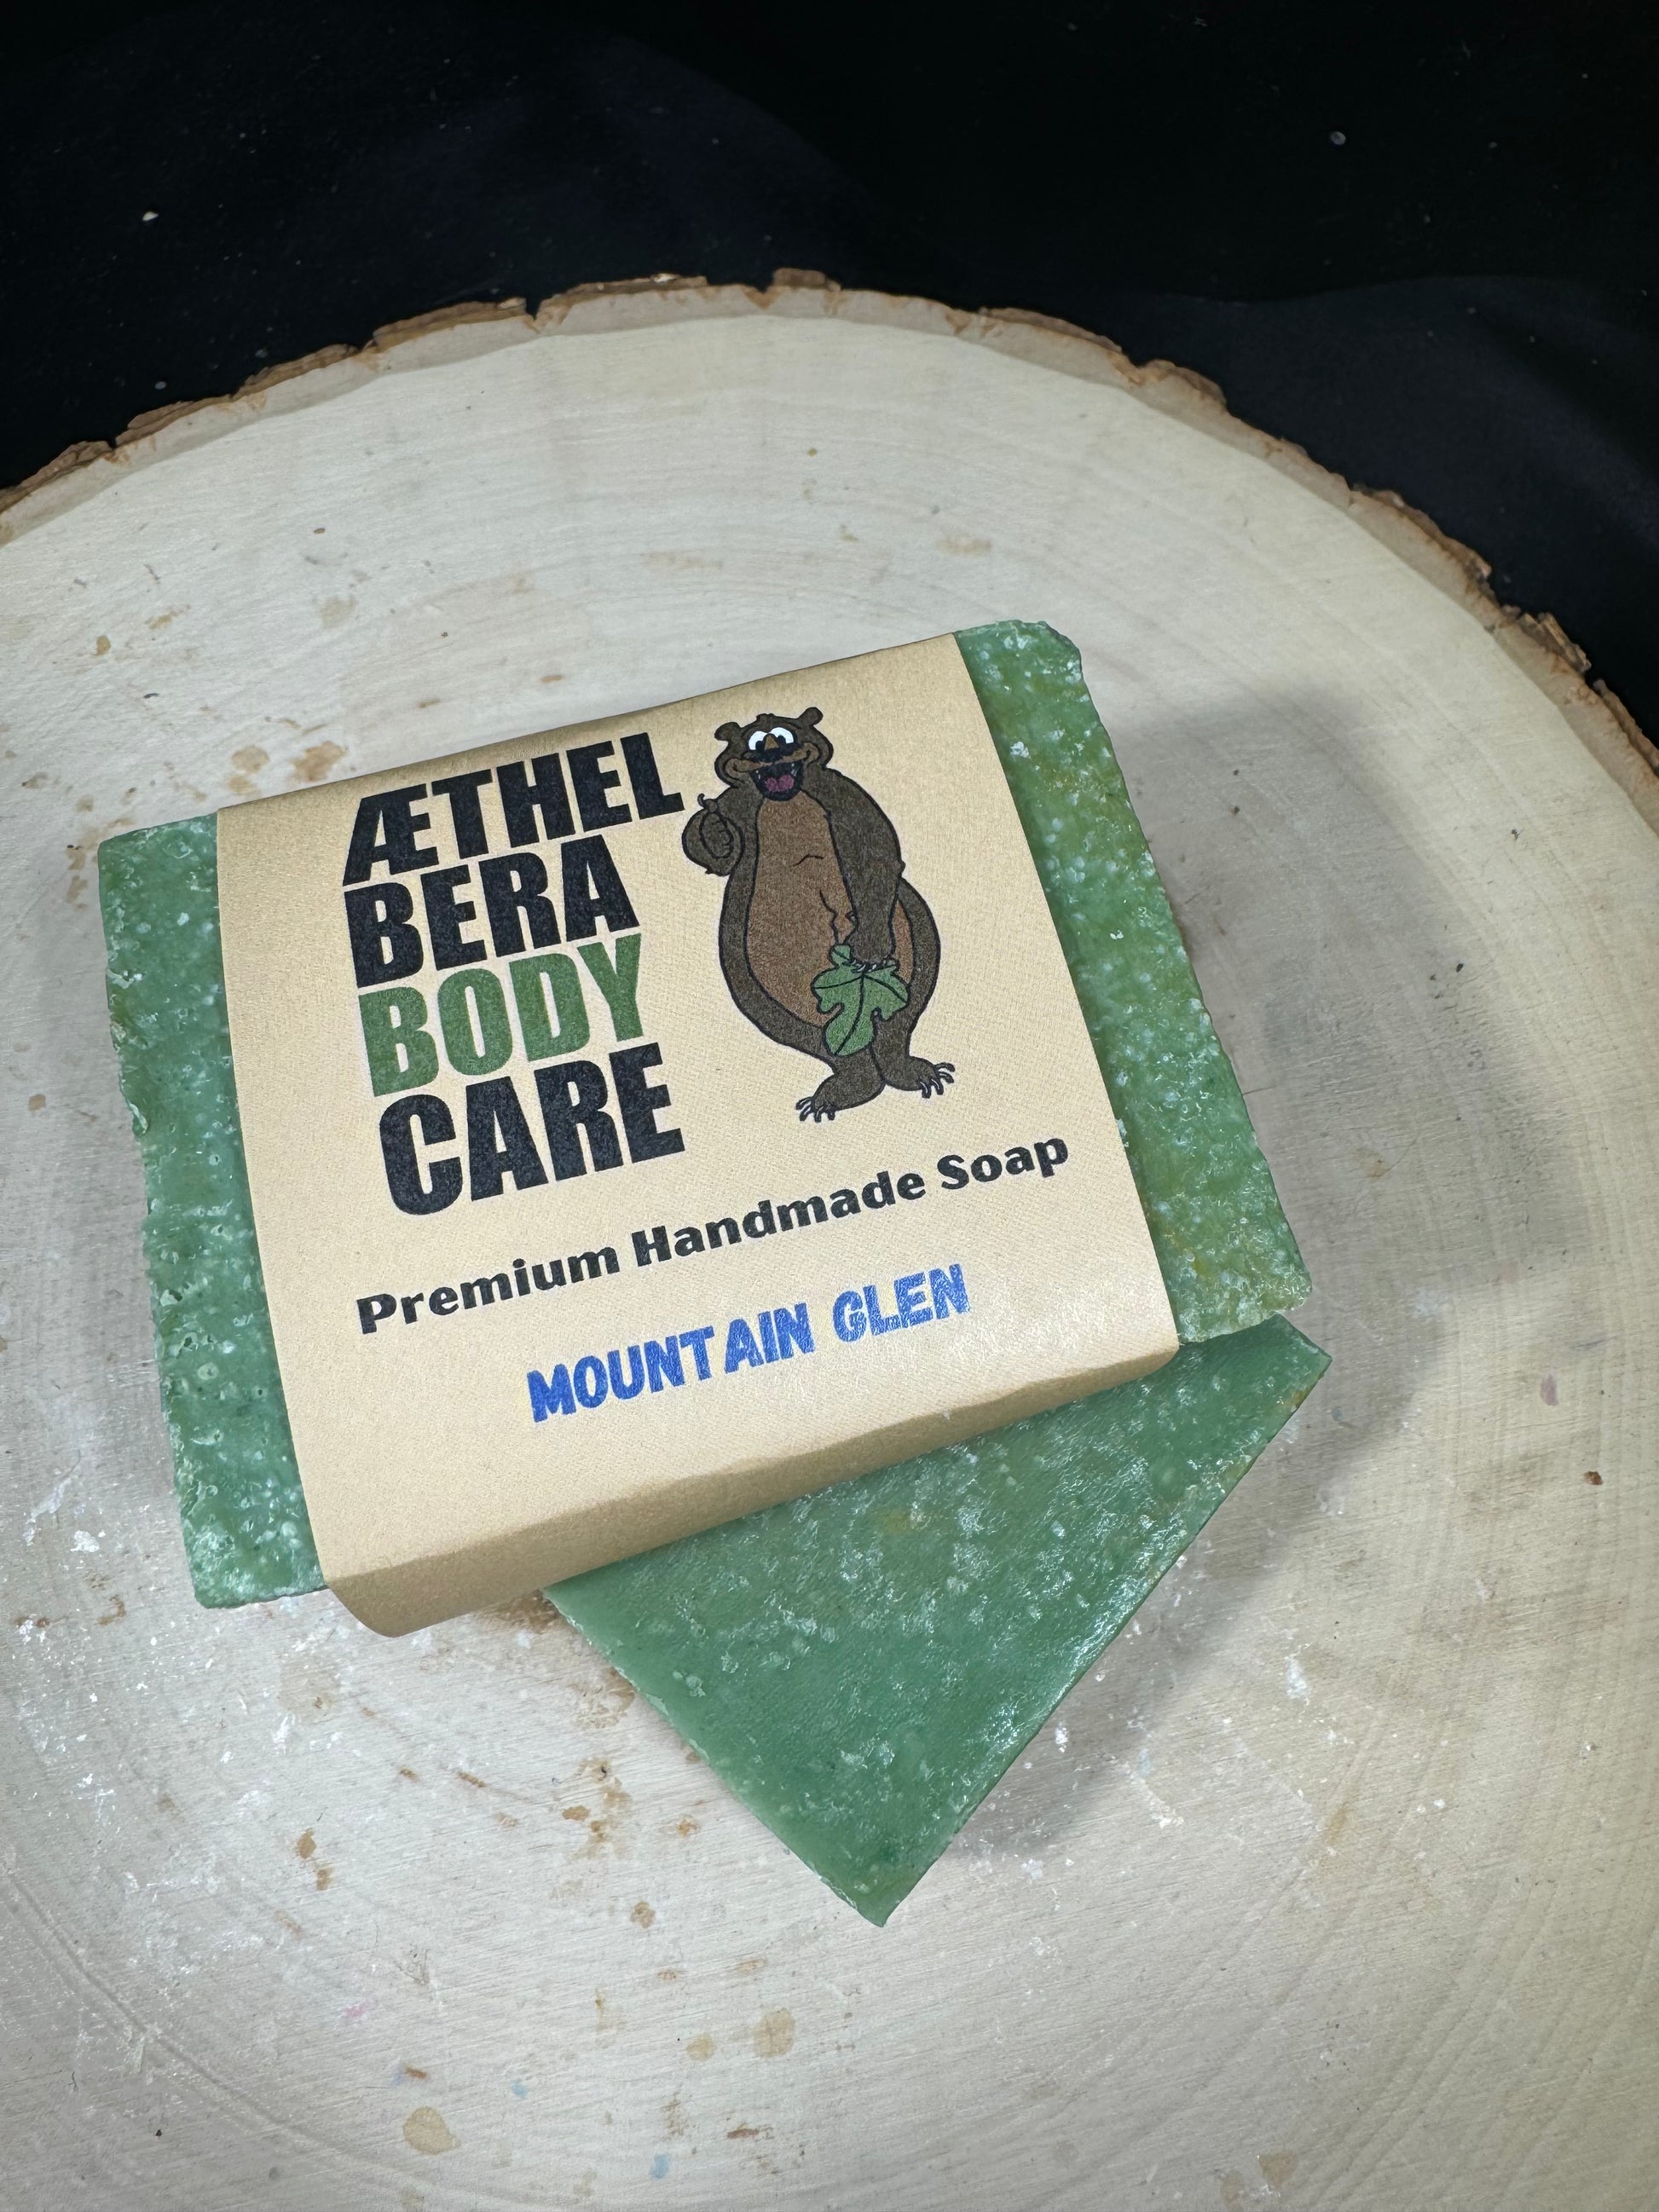 ÆTHEL
BERA
BODY
CARE
Premium Handmade Soap
MOUNTAIN GLEN